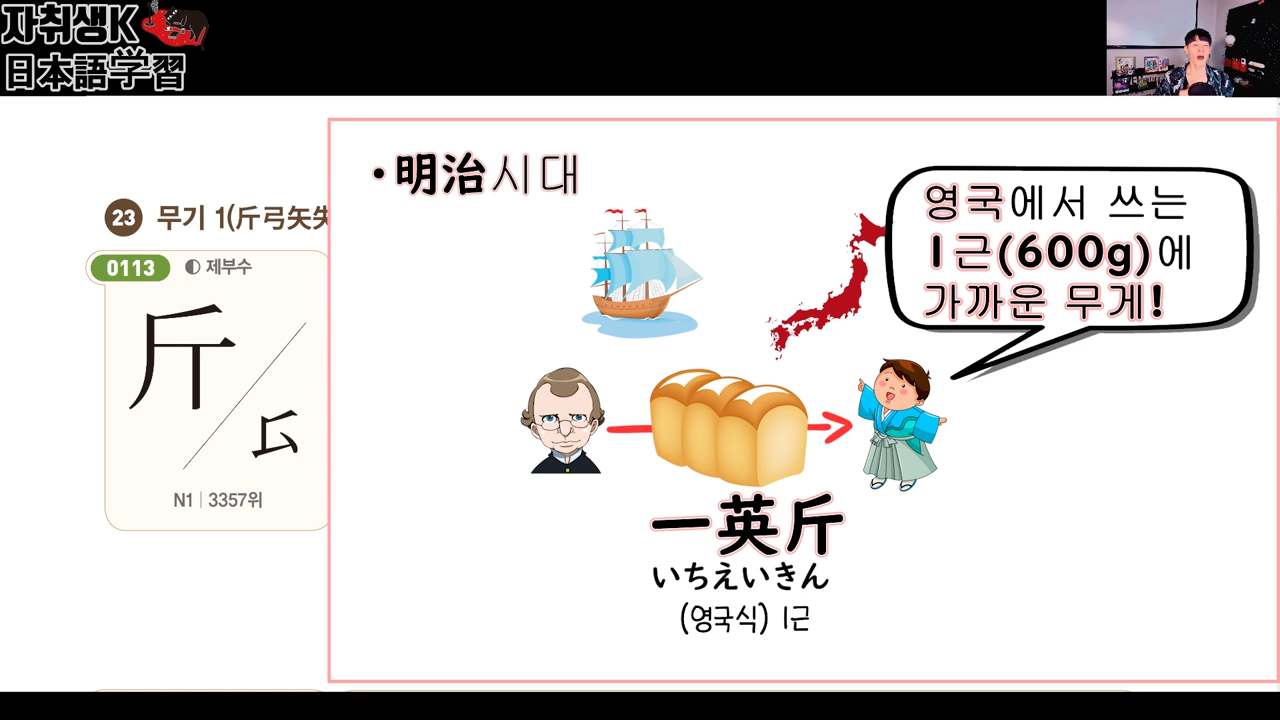 자취생K
日本語学習
23 무기 1(斤弓矢失
0113 제부수
斤
N1 | 3357위
• 明治시대
영국에서 쓰는
1근(600g)에
가까운 무게!
一英斤
いちえいきん
(영국식) 1근